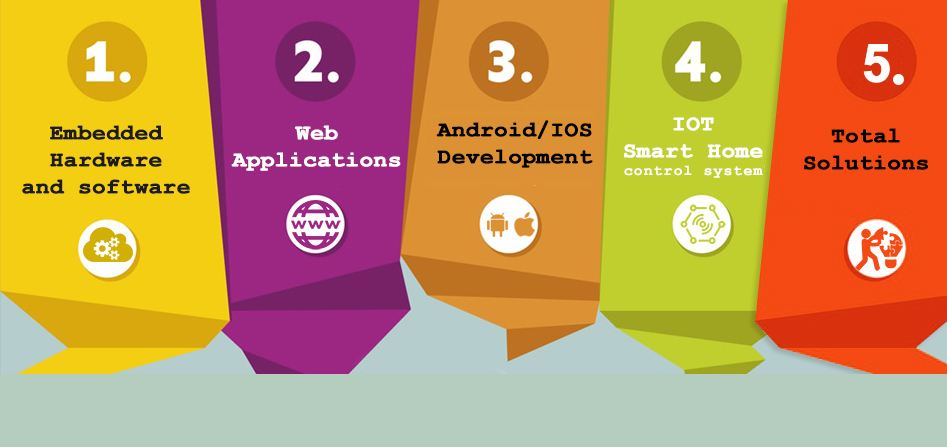 1.
Embedded
Hardware
and software
2.
Web
Applications
WWW
3.
Android/IOS
Development
4.
IOT
Smart Home
control system
5.
Total
Solutions